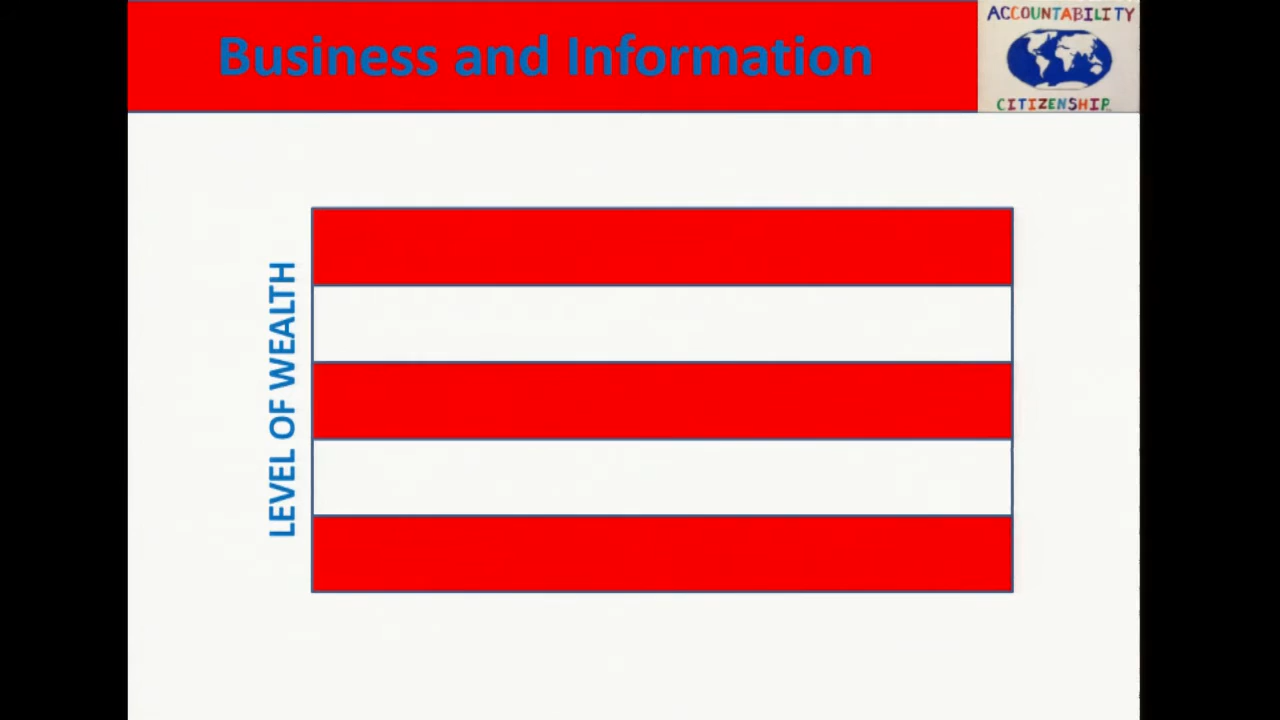 Business and Information
ACCOUNTABILITY
CITIZENSHIP
LEVEL OF WEALTH